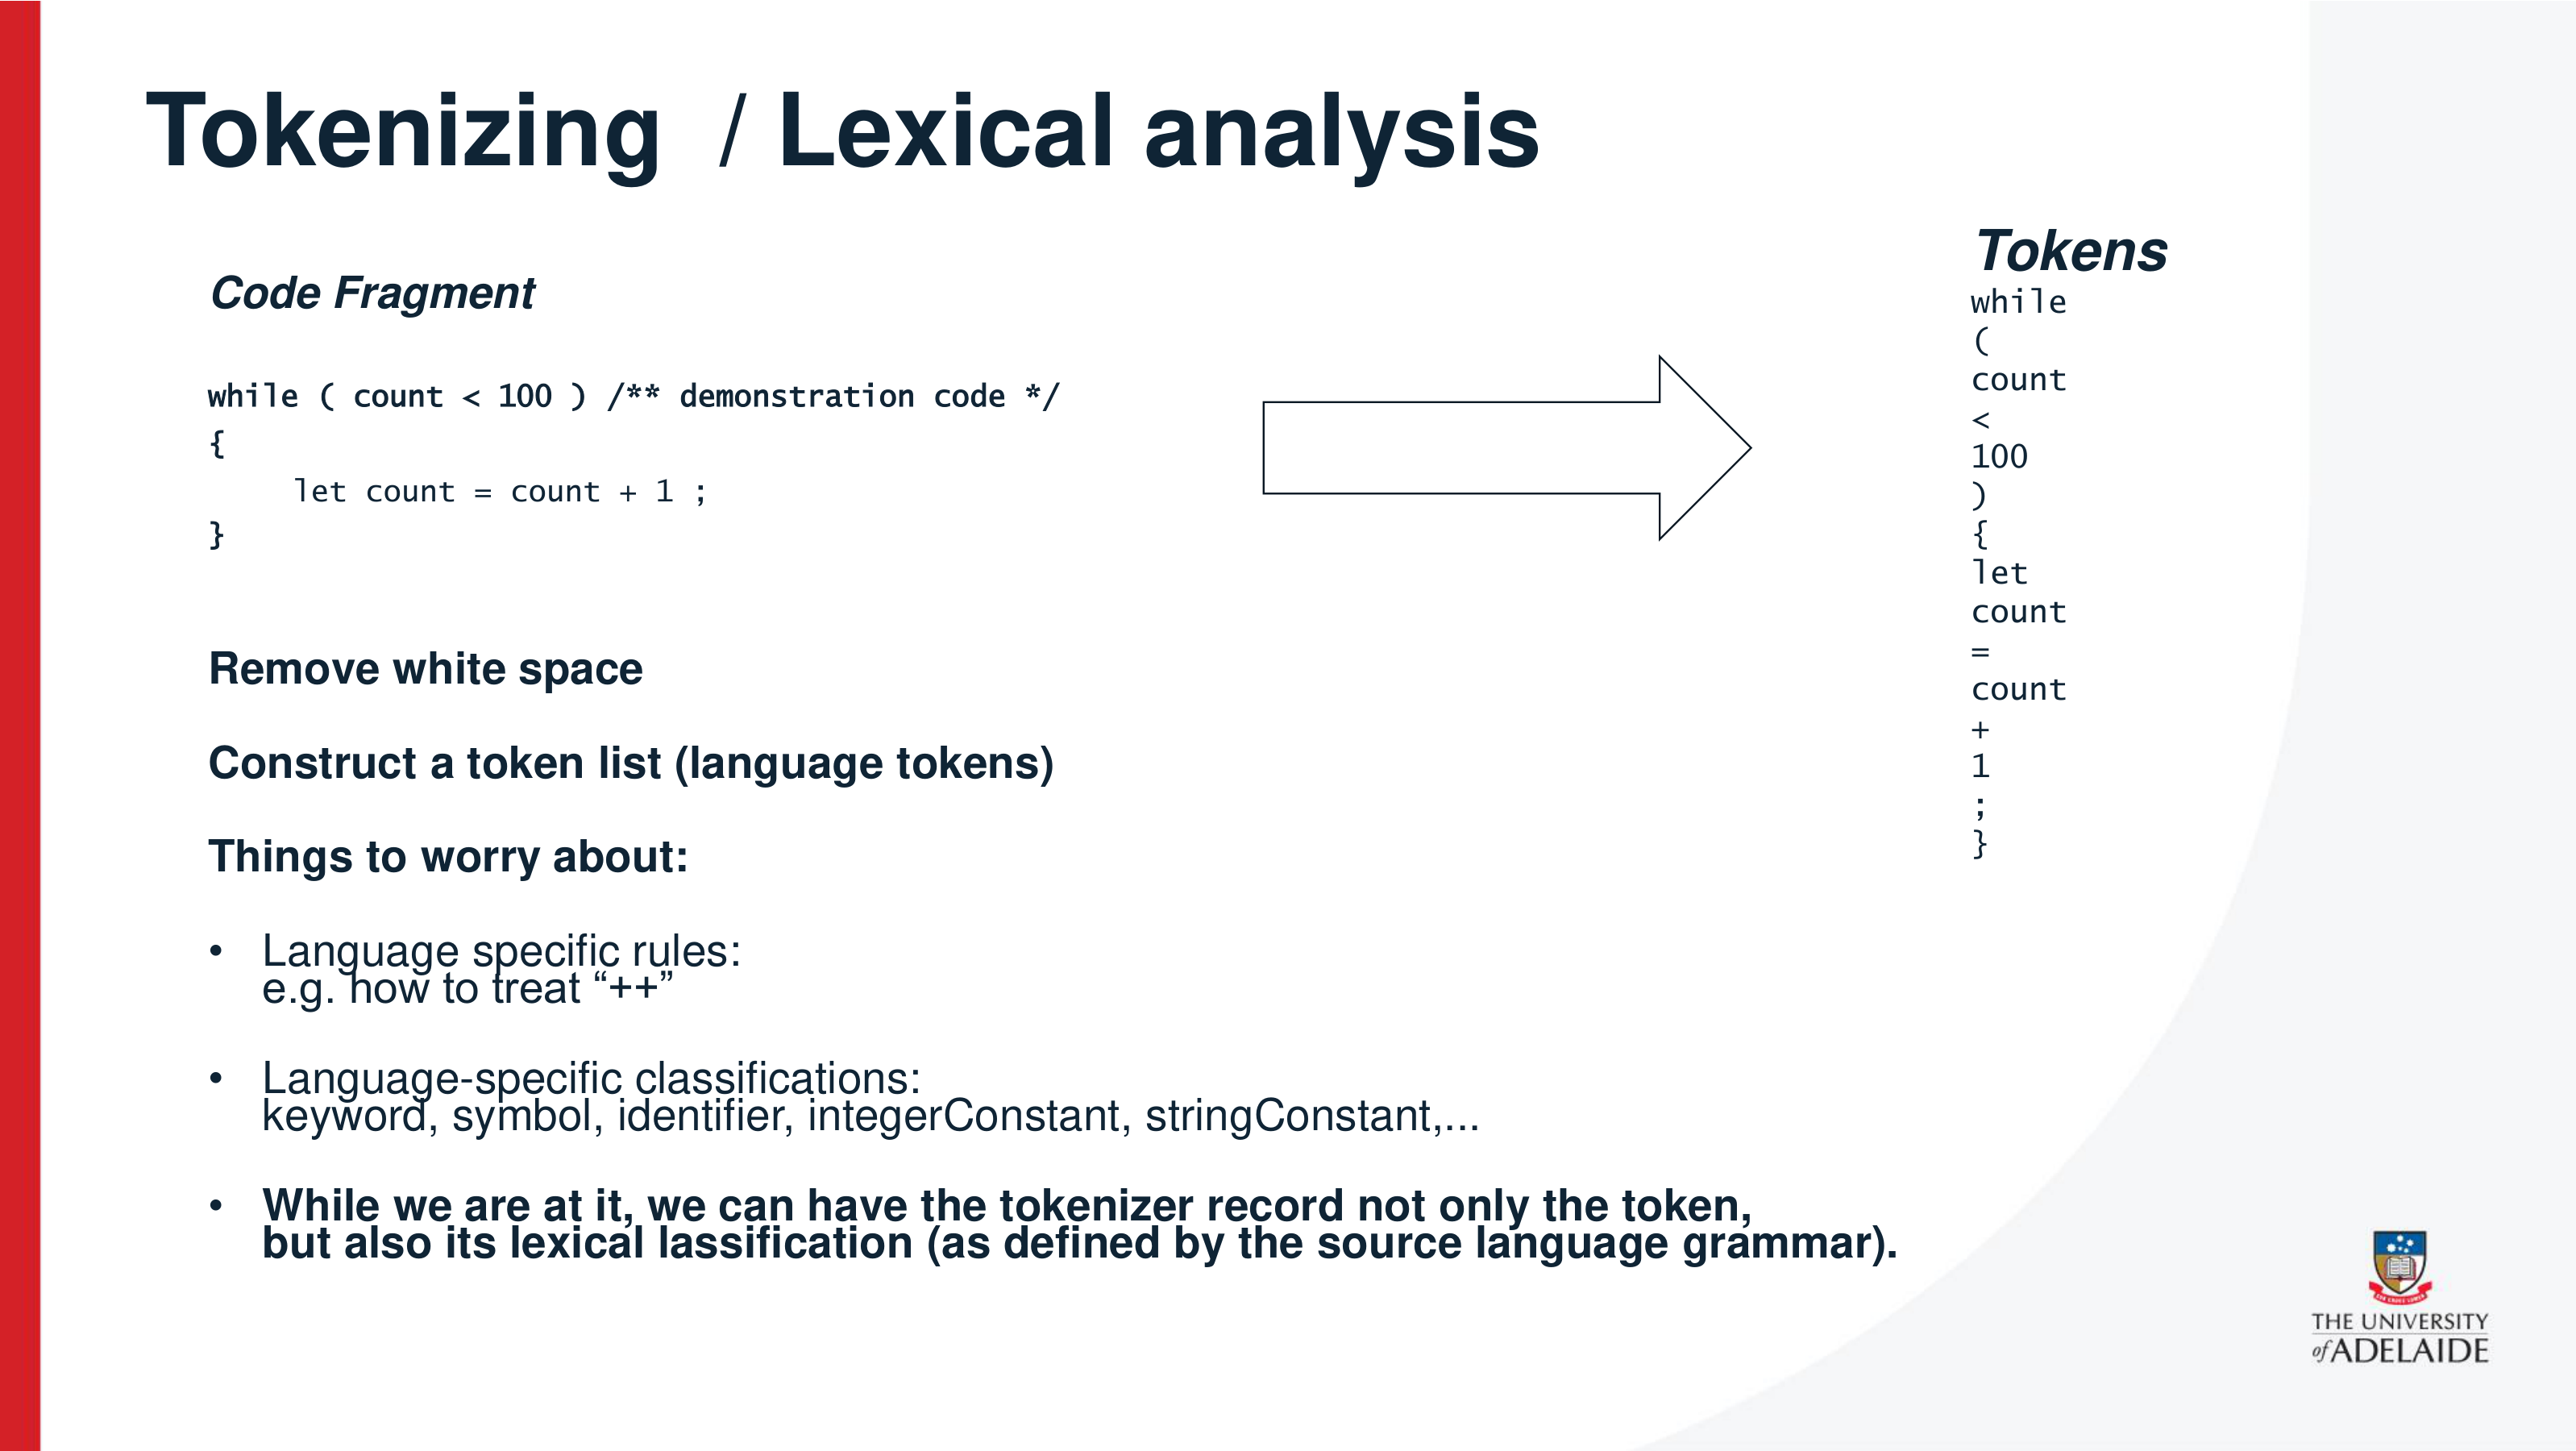 Tokenizing  / Lexical analysis
Code Fragment
while ( count < 100 ) /** demonstration code */
{
let count = count + 1 ;
}
Remove white space
Construct a token list (language tokens)
Things to worry about:
• Language specific rules:
e.g. how to treat “++”
• Language-specific classifications:
keyword, symbol, identifier, integerConstant, stringConstant,...
• While we are at it, we can have the tokenizer record not only the token,
but also its lexical lassification (as defined by the source language grammar).
Tokens
while
(
count
<
100
)
{
let
count
=
count
+
1
;
}
THE UNIVERSITY
of ADELAIDE